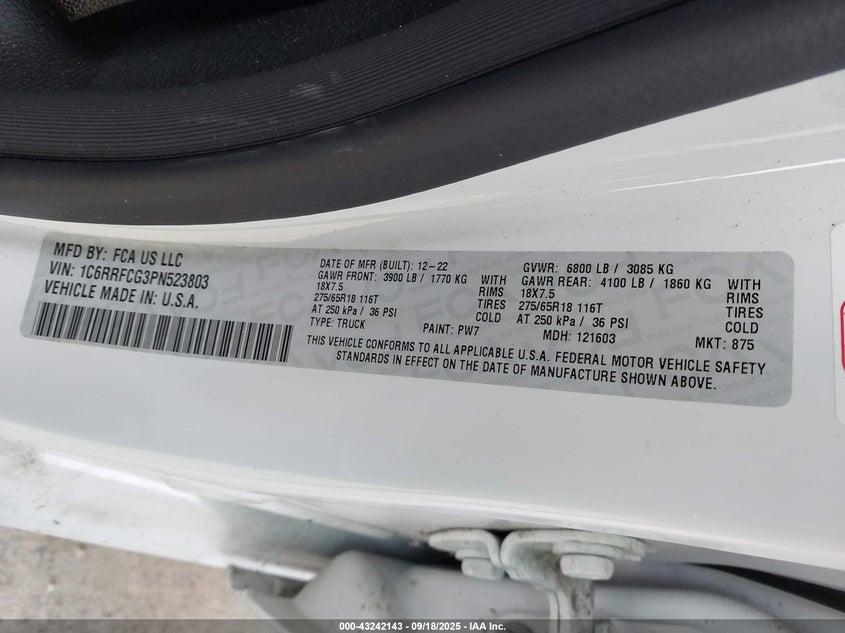 MFD BY: FCA US LLC
VIN: 1C6RRFCG3PN523803
VEHICLE MADE IN: U.S.A.
DATE OF MFR (BUILT): 12-22
GAWR FRONT: 3900 LB / 1770 KG WITH
18X7.5 RIMS
275/65R18 116T TIRES
AT 250 kPa / 36 PSI COLD
TYPE: TRUCK PAINT: PW7
GVWR: 6800 LB / 3085 KG
GAWR REAR: 4100 LB / 1860 KG WITH
18X7.5 RIMS
275/65R18 116T TIRES
AT 250 kPa / 36 PSI COLD
MDH: 121603 MKT: 875
THIS VEHICLE CONFORMS TO ALL APPLICABLE U.S.A. FEDERAL MOTOR VEHICLE SAFETY
STANDARDS IN EFFECT ON THE DATE OF MANUFACTURE SHOWN ABOVE.
000-43242143 - 09/18/2025 - IAA Inc.